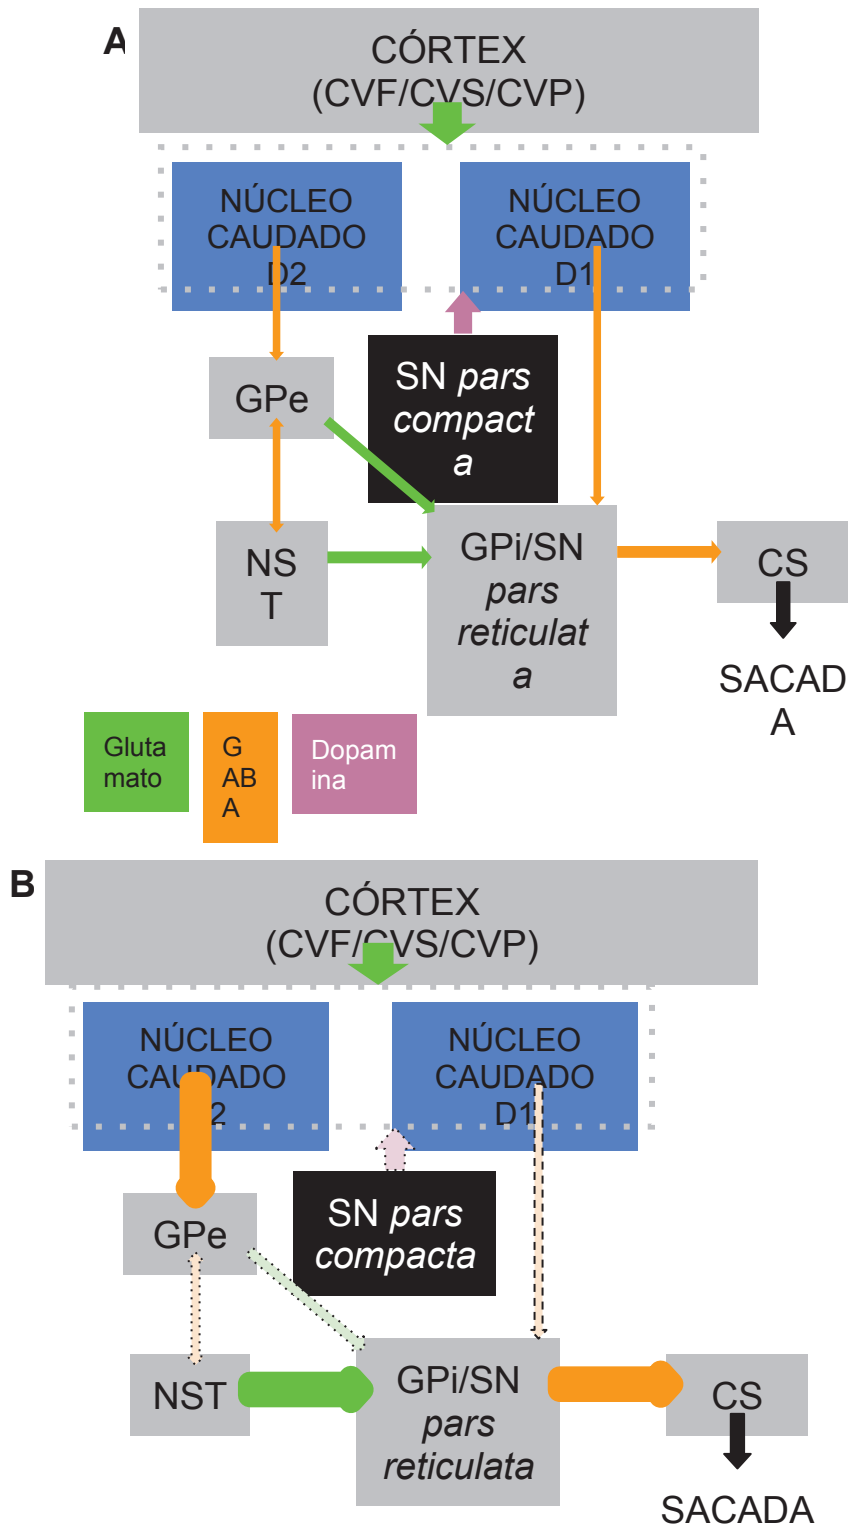 A
CÓRTEX
(CVF/CVS/CVP)
NÚCLEO
CAUDADO
D2
NÚCLEO
CAUDADO
D1
SN pars
compact
a
GPe
NS
T
GPi/SN
pars
reticulat
a
CS
SACAD
A
Gluta
mato
G
AB
A
Dopam
ina
B
CÓRTEX
(CVF/CVS/CVP)
NÚCLEO
CAUDADO
2
NÚCLEO
CAUDADO
D1
SN pars
compacta
GPe
NST
GPi/SN
pars
reticulata
CS
SACADA